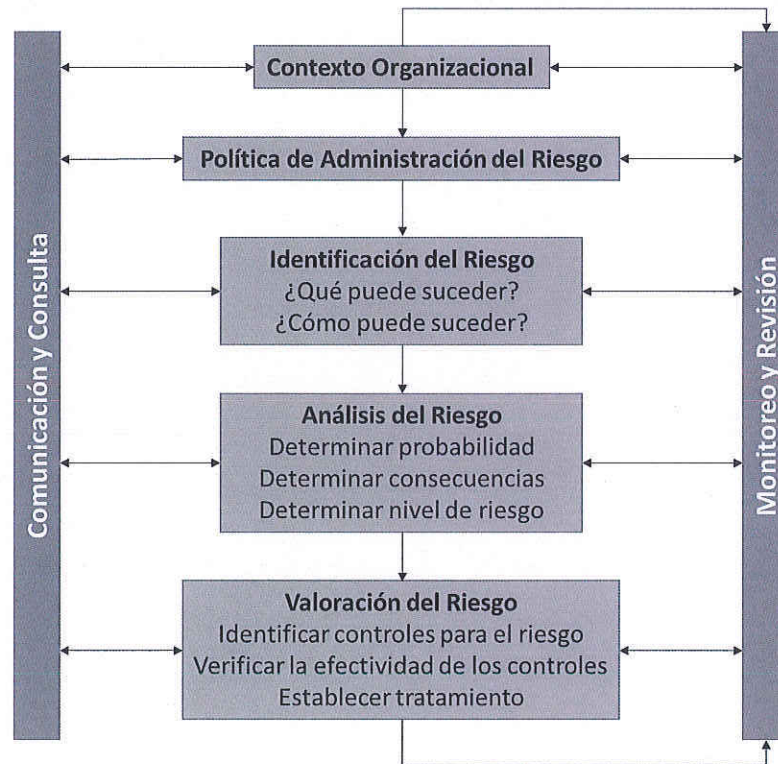 Contexto Organizacional
Política de Administración del Riesgo
Identificación del Riesgo
¿Qué puede suceder?
¿Cómo puede suceder?
Análisis del Riesgo
Determinar probabilidad
Determinar consecuencias
Determinar nivel de riesgo
Valoración del Riesgo
Identificar controles para el riesgo
Verificar la efectividad de los controles
Establecer tratamiento
Comunicación y Consulta
Monitoreo y Revisión